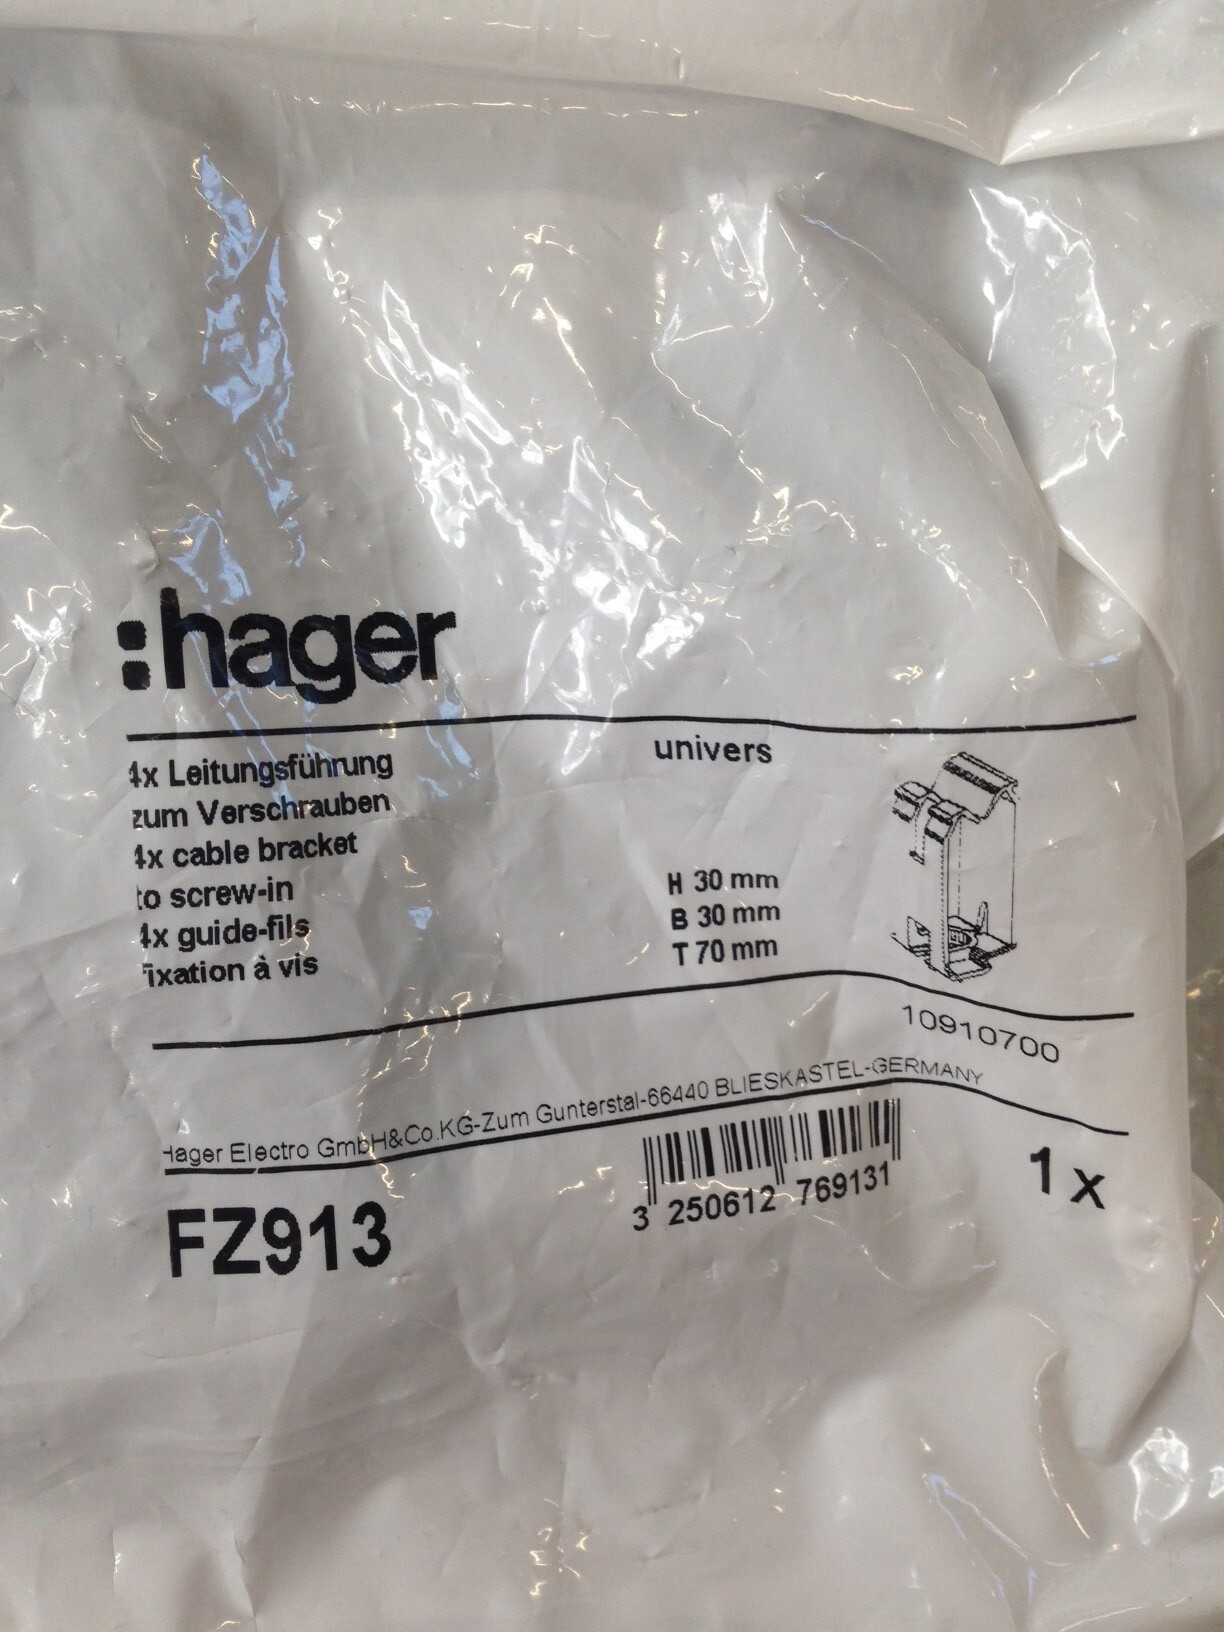 :hager
4x Leitungsführung
zum Verschrauben
4x cable bracket
to screw-in
4x guide-fils
fixation à vis
univers
H 30 mm
B 30 mm
T 70 mm
10910700
Hager Electro GmbH&Co.KG-Zum Gunterstal-66440 BLIESKASTEL-GERMANY
FZ913
3 250612 769131
1 x